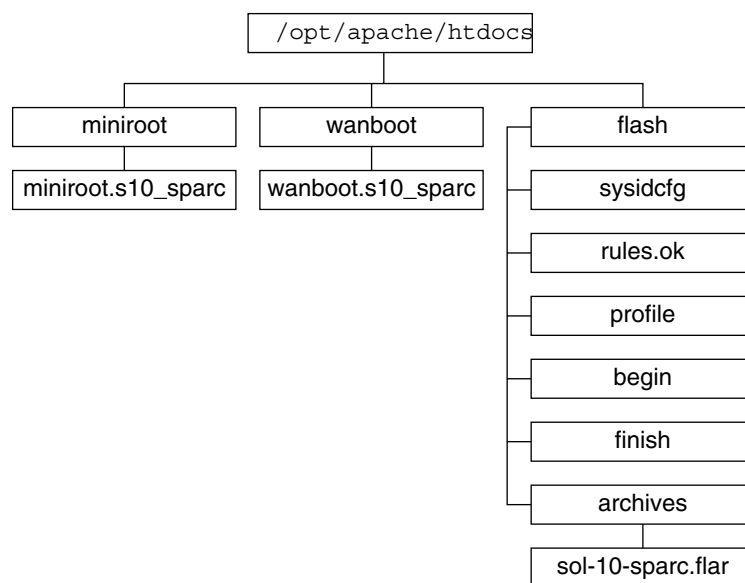 /opt/apache/htdocs
miniroot
wanboot
flash
miniroot.s10_sparc
wanboot.s10_sparc
sysidcfg
rules.ok
profile
begin
finish
archives
sol-10-sparc.flar